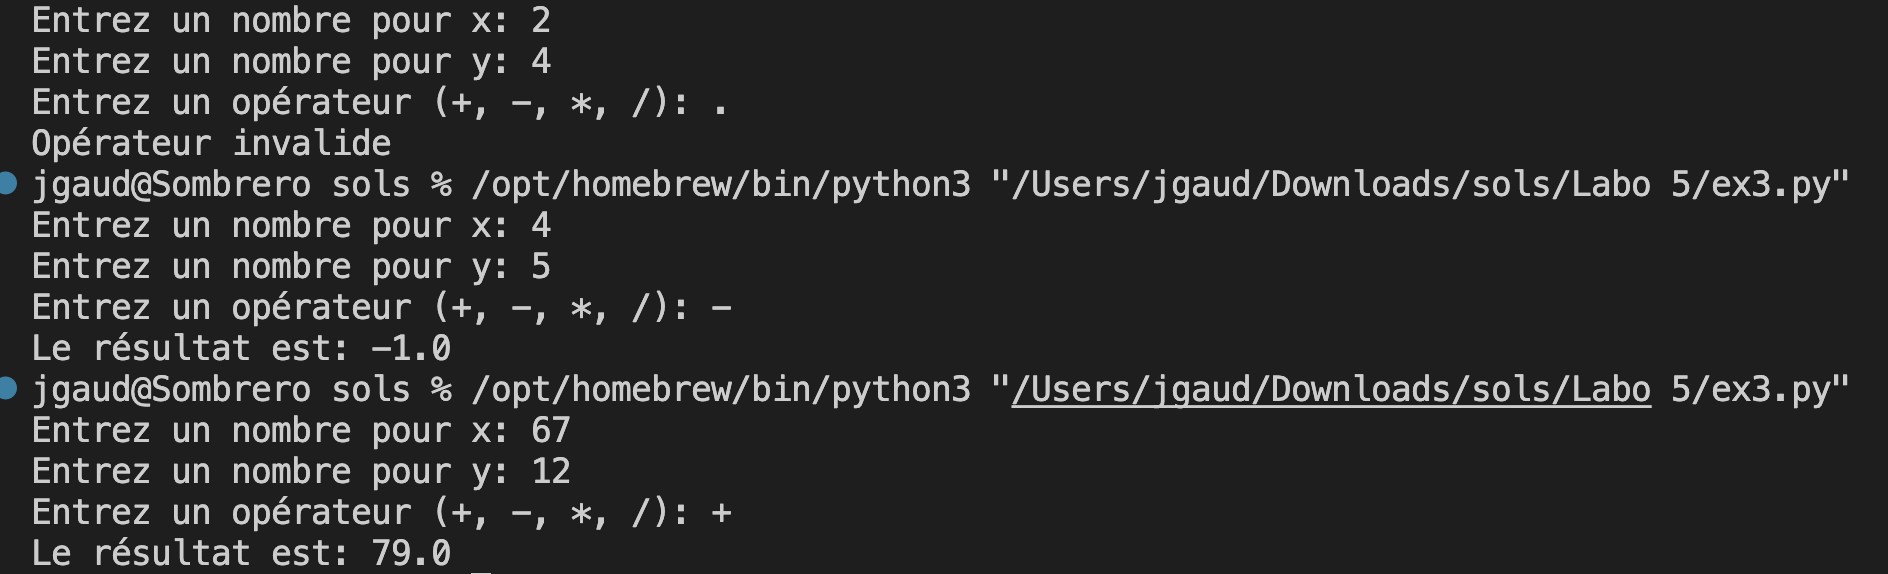 Entrez un nombre pour x: 2
Entrez un nombre pour y: 4
Entrez un opérateur (+, -, *, /): .
Opérateur invalide
jgaud@Sombrero sols % /opt/homebrew/bin/python3 "/Users/jgaud/Downloads/sols/Labo 5/ex3.py"
Entrez un nombre pour x: 4
Entrez un nombre pour y: 5
Entrez un opérateur (+, -, *, /): -
Le résultat est: -1.0
jgaud@Sombrero sols % /opt/homebrew/bin/python3 "/Users/jgaud/Downloads/sols/Labo 5/ex3.py"
Entrez un nombre pour x: 67
Entrez un nombre pour y: 12
Entrez un opérateur (+, -, *, /): +
Le résultat est: 79.0